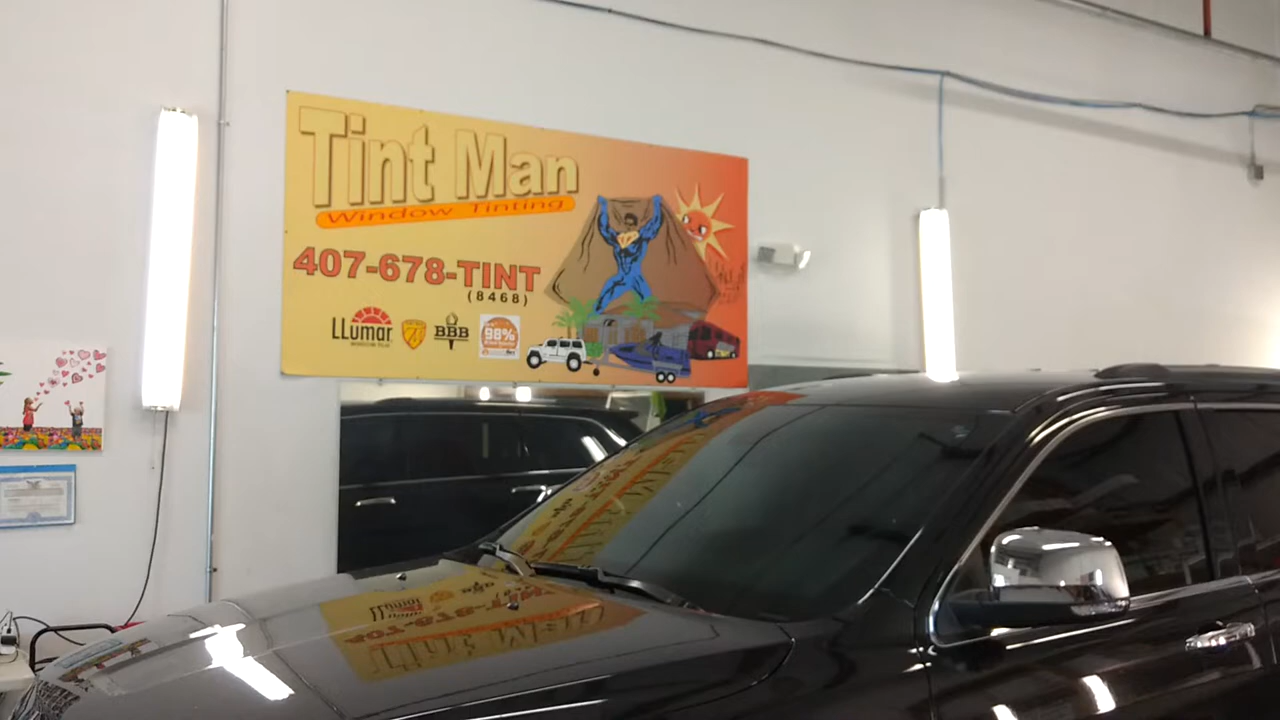 Tint Man
Window Tinting
407-678-TINT
(8468)
LLumar
BBB
98%